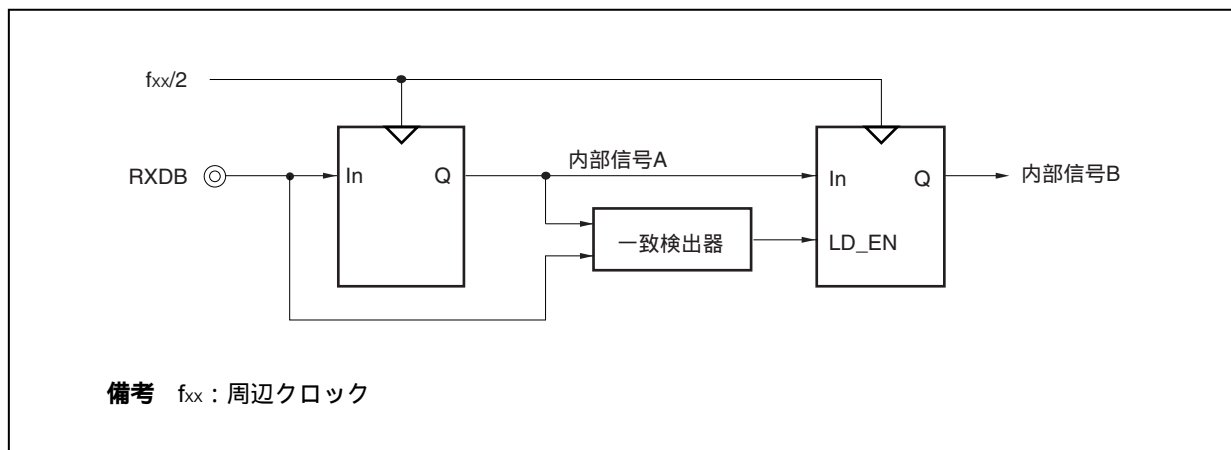 fxx/2
RXDB
In
Q
内部信号A
一致検出器
In
Q
LD_EN
内部信号B
備考 fxx：周辺クロック